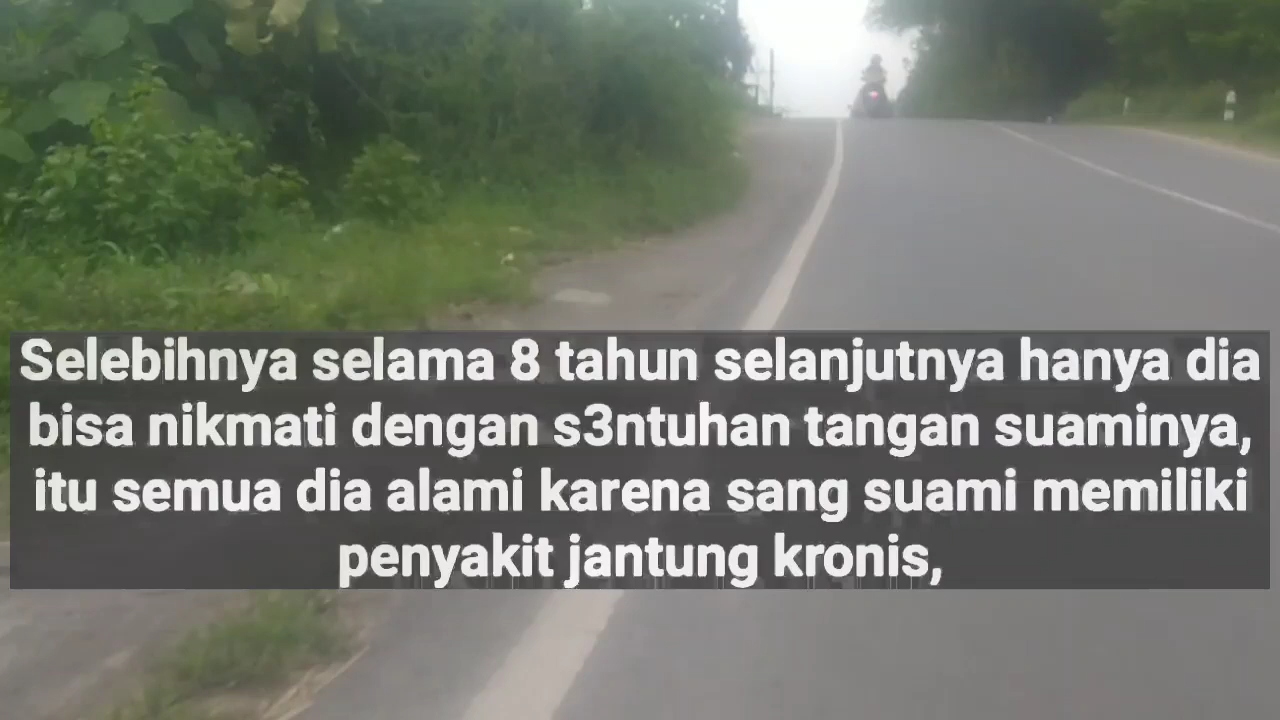 Selebihnya selama 8 tahun selanjutnya hanya dia
bisa nikmati dengan s3ntuhan tangan suaminya,
itu semua dia alami karena sang suami memiliki
penyakit jantung kronis,